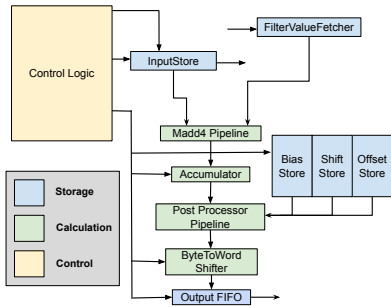 FilterValueFetcher
Control Logic
InputStore
Madd4 Pipeline
Accumulator
Bias
Store
Shift
Store
Offset
Store
Post Processor
Pipeline
ByteToWord
Shifter
Output FIFO
Storage
Calculation
Control